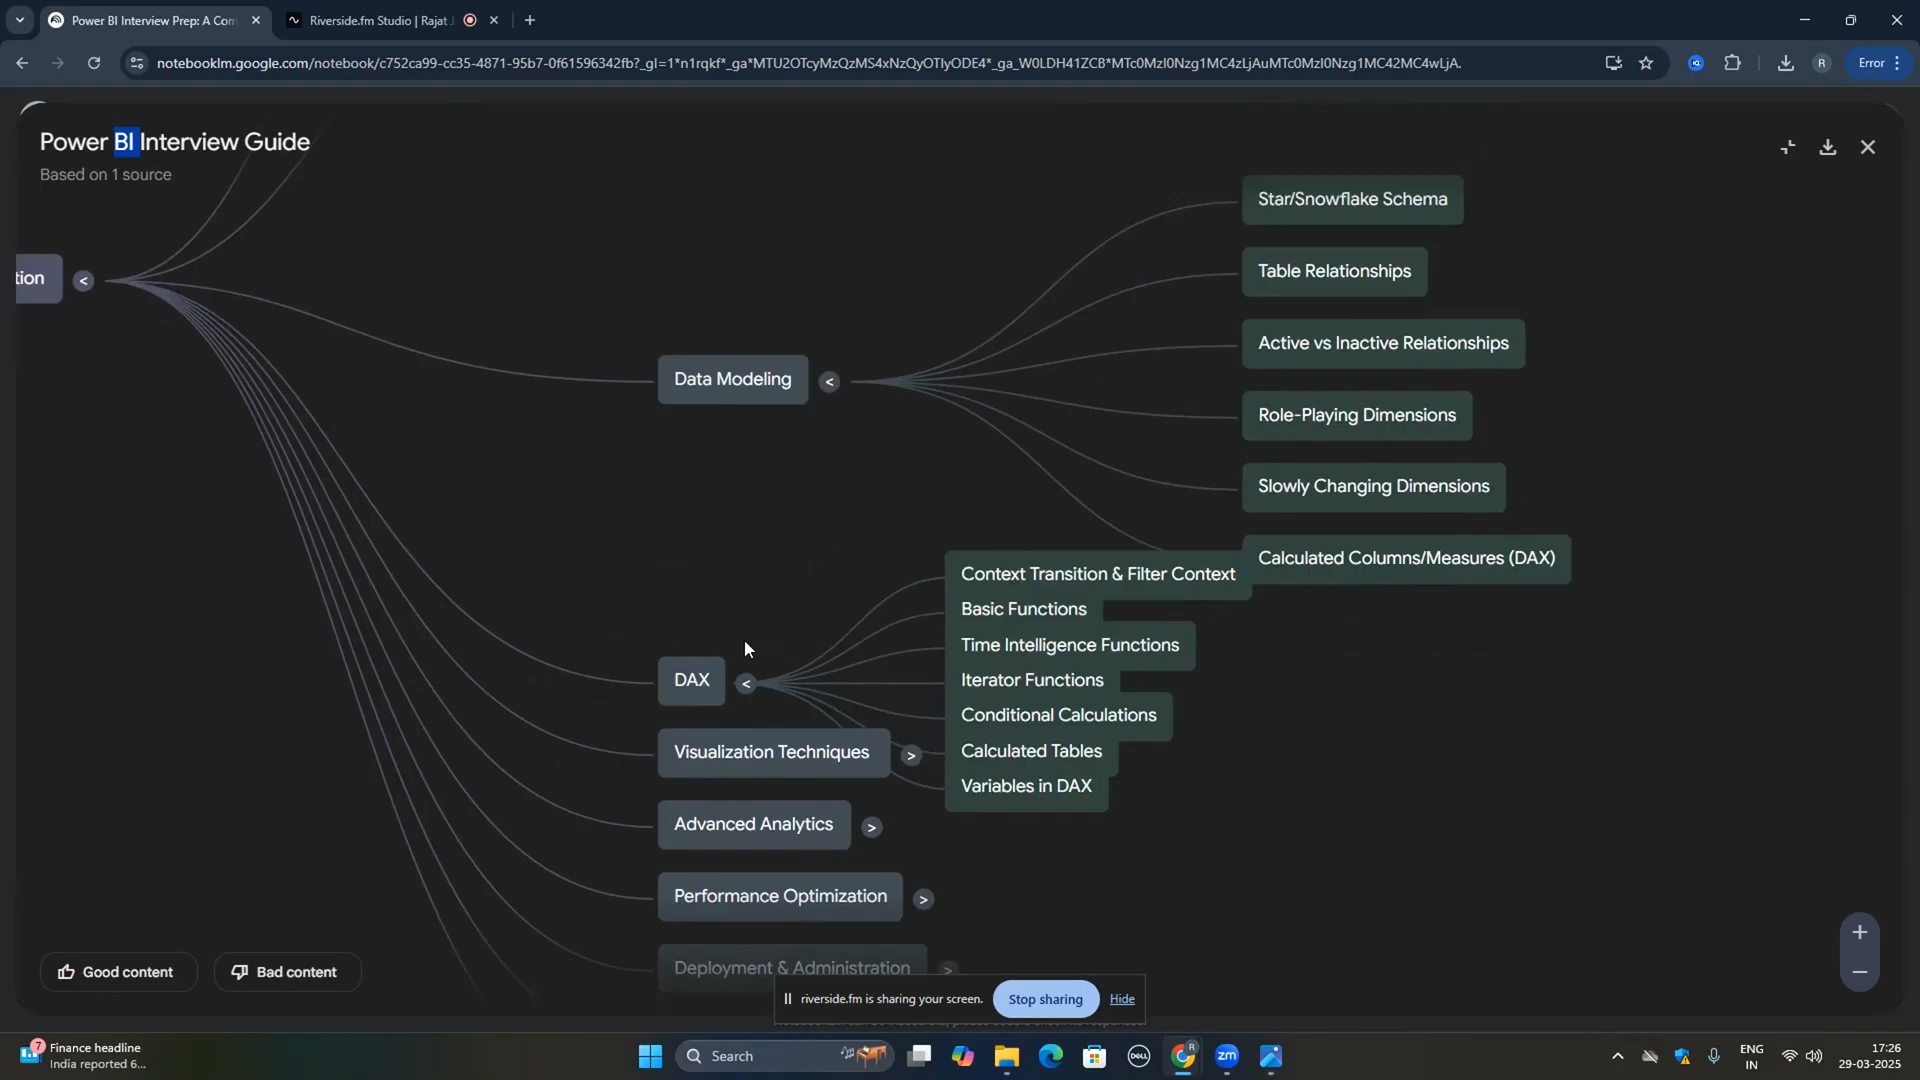 Power BI Interview Prep: A Com
Riverside.fm Studio | Rajat J
notebooklm.google.com/notebook/c752ca99-cc35-4871-95b7-0f61596342fb?_gl=1*n1rqkf*_ga*MTU2OTcyMzQzMS4xNzQyOTIyODE4*_ga_W0LDH41ZCB*MTc0MzI0Nzg1MC4zLjAuMTc0MzI0Nzg1MC42MC4wLjA.
R
Error
Power BI Interview Guide
Based on 1 source
tion
<
Star/Snowflake Schema
Table Relationships
Active vs Inactive Relationships
Data Modeling
<
Role-Playing Dimensions
Slowly Changing Dimensions
Calculated Columns/Measures (DAX)
Context Transition & Filter Context
Basic Functions
Time Intelligence Functions
DAX
<
Iterator Functions
Conditional Calculations
Visualization Techniques
>
Calculated Tables
Variables in DAX
Advanced Analytics
>
Performance Optimization
>
Deployment & Administration
>
Good content
Bad content
riverside.fm is sharing your screen.
Stop sharing
Hide
7
Finance headline
India reported 6...
Search
DELL
R
zm
ENG
IN
17:26
29-03-2025